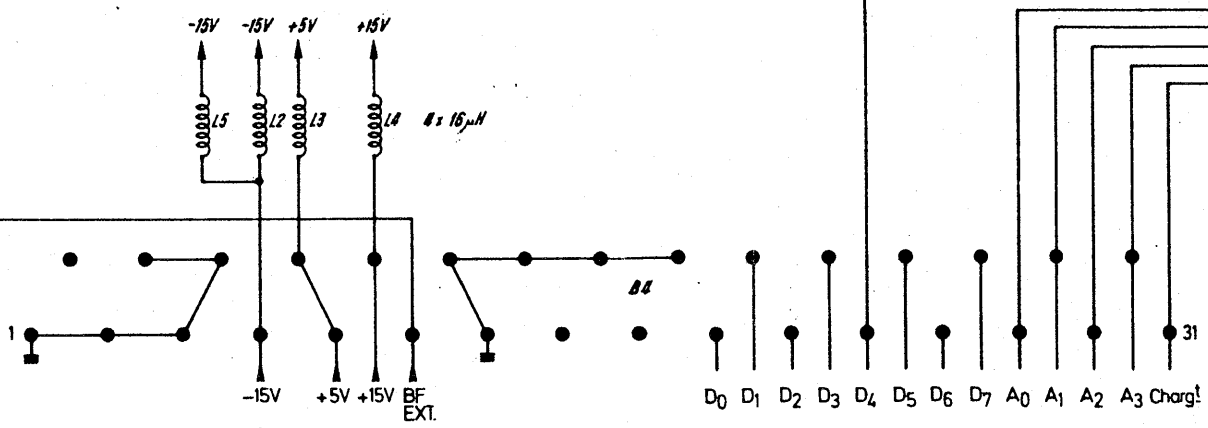 -15V -15V +5V +15V
L5 L2 L3 L4 4 x 16µH
B4
1 31
-15V +5V +15V BF
EXT.
D0 D1 D2 D3 D4 D5 D6 D7 A0 A1 A2 A3 Chargt